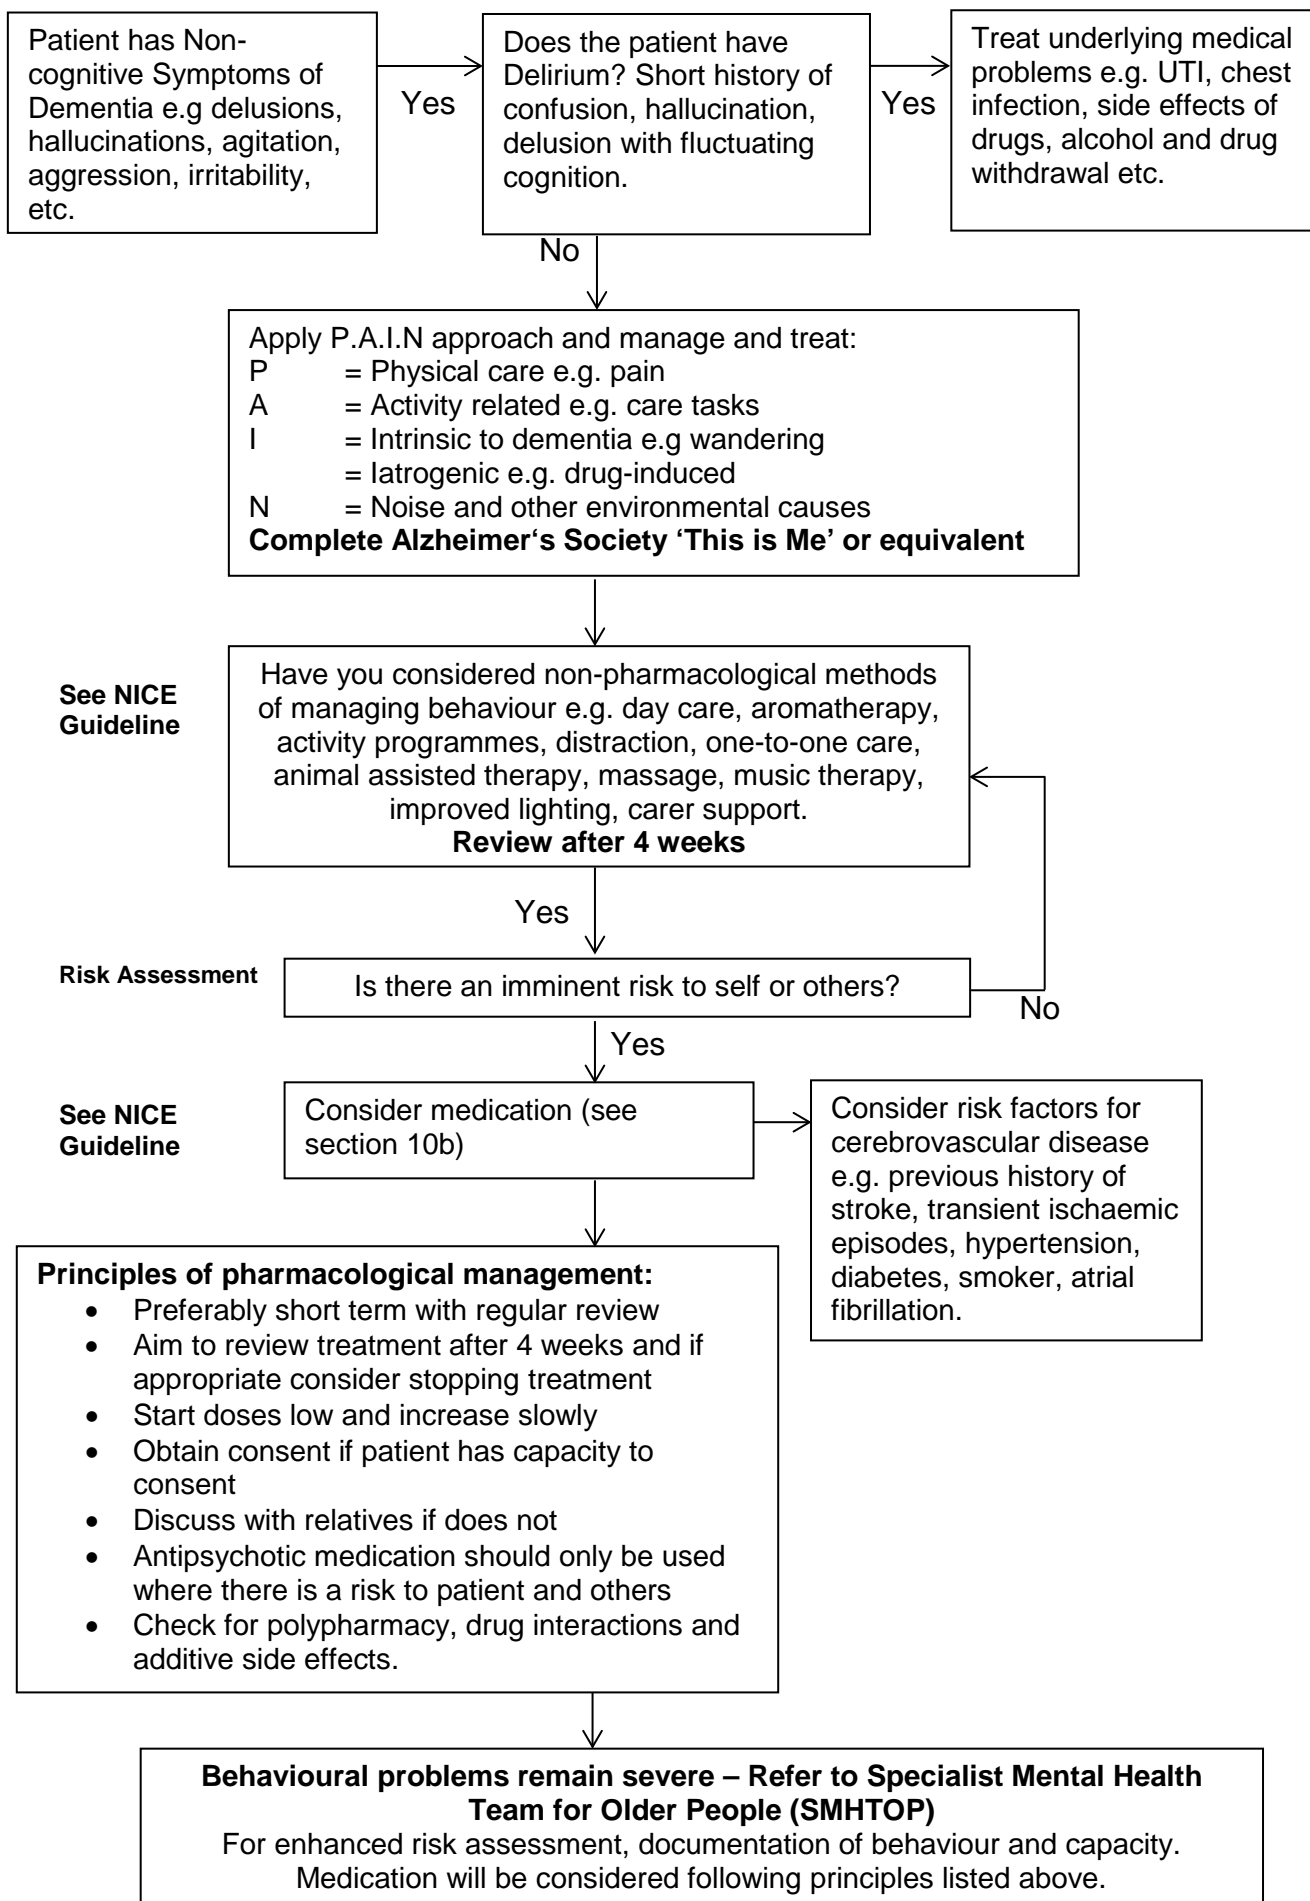 Patient has Non-
cognitive Symptoms of
Dementia e.g delusions,
hallucinations, agitation,
aggression, irritability,
etc.
Yes
Does the patient have
Delirium? Short history of
confusion, hallucination,
delusion with fluctuating
cognition.
Yes
Treat underlying medical
problems e.g. UTI, chest
infection, side effects of
drugs, alcohol and drug
withdrawal etc.
No
Apply P.A.I.N approach and manage and treat:
P = Physical care e.g. pain
A = Activity related e.g. care tasks
I = Intrinsic to dementia e.g wandering
= Iatrogenic e.g. drug-induced
N = Noise and other environmental causes
Complete Alzheimer‘s Society ‘This is Me’ or equivalent
See NICE
Guideline
Have you considered non-pharmacological methods
of managing behaviour e.g. day care, aromatherapy,
activity programmes, distraction, one-to-one care,
animal assisted therapy, massage, music therapy,
improved lighting, carer support.
Review after 4 weeks
Yes
Risk Assessment
Is there an imminent risk to self or others?
No
Yes
See NICE
Guideline
Consider medication (see
section 10b)
Consider risk factors for
cerebrovascular disease
e.g. previous history of
stroke, transient ischaemic
episodes, hypertension,
diabetes, smoker, atrial
fibrillation.
Principles of pharmacological management:
• Preferably short term with regular review
• Aim to review treatment after 4 weeks and if
appropriate consider stopping treatment
• Start doses low and increase slowly
• Obtain consent if patient has capacity to
consent
• Discuss with relatives if does not
• Antipsychotic medication should only be used
where there is a risk to patient and others
• Check for polypharmacy, drug interactions and
additive side effects.
Behavioural problems remain severe – Refer to Specialist Mental Health
Team for Older People (SMHTOP)
For enhanced risk assessment, documentation of behaviour and capacity.
Medication will be considered following principles listed above.